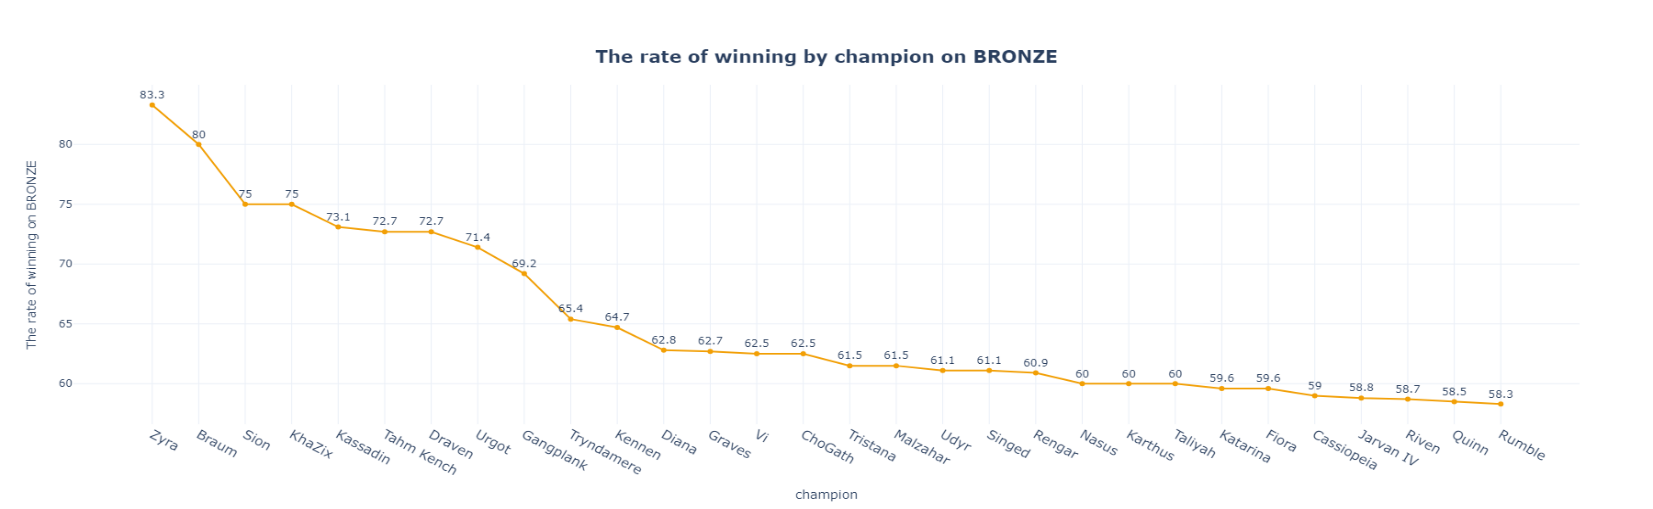 The rate of winning by champion on BRONZE
The rate of winning on BRONZE
80
75
70
65
60
83.3
80
75
75
73.1
72.7
72.7
71.4
69.2
65.4
64.7
62.8
62.7
62.5
62.5
61.5
61.5
61.1
61.1
60.9
60
60
60
59.6
59.6
59
58.8
58.7
58.5
58.3
Zyra
Braum
Sion
KhaZix
Kassadin
Tahm Kench
Draven
Urgot
Gangplank
Tryndamere
Kennen
Diana
Graves
Vi
ChoGath
Tristana
Malzahar
Udyr
Singed
Rengar
Nasus
Karthus
Taliyah
Katarina
Fiora
Cassiopeia
Jarvan IV
Riven
Quinn
Rumble
champion